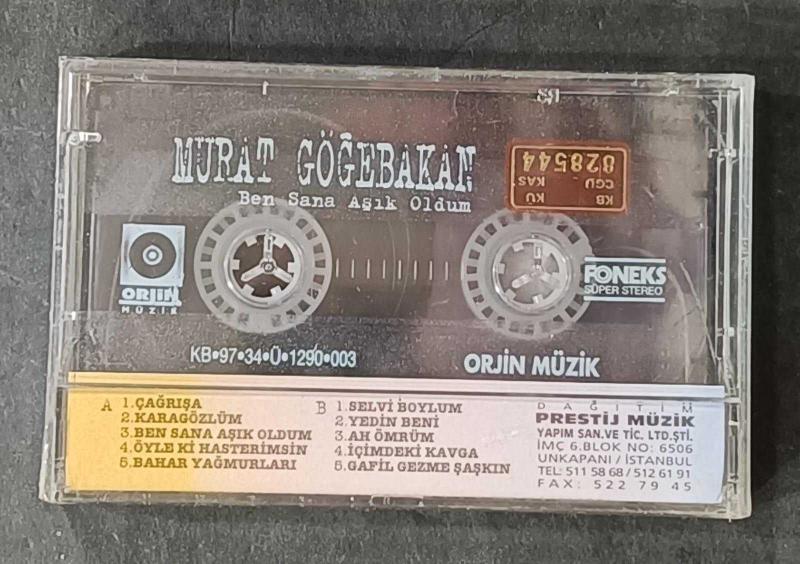 MURAT GÖĞEBAKAN
Ben Sana Aşık Oldum
KB
KÜ
CGÜ
KAS.
828544
ORJİN
MÜZİK
FONEKS
SÜPER STEREO
KB•97•34•Ü•1290•003
ORJİN MÜZİK
A
1.ÇAĞRIŞA
2.KARAGÖZLÜM
3.BEN SANA AŞIK OLDUM
4.ÖYLE Kİ HASTERİMSİN
5.BAHAR YAĞMURLARI
B
1.SELVİ BOYLUM
2.YEDİN BENİ
3.AH ÖMRÜM
4.İÇİMDEKİ KAVGA
5.GAFİL GEZME ŞAŞKIN
DAĞITIM
PRESTİJ MÜZİK
YAPIM SAN.VE TİC. LTD.ŞTİ.
İMÇ 6.BLOK NO: 6506
UNKAPANI / İSTANBUL
TEL: 511 58 68 / 512 61 91
FAX: 522 79 45